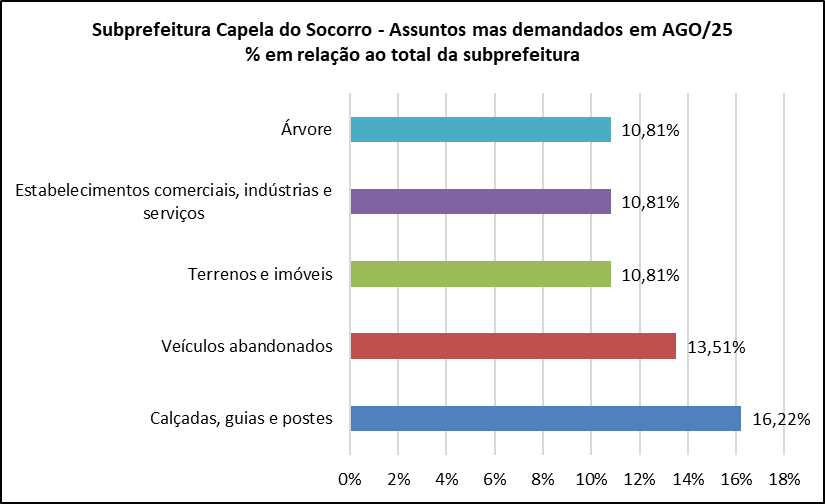 Subprefeitura Capela do Socorro - Assuntos mas demandados em AGO/25
% em relação ao total da subprefeitura
Árvore
10,81%
Estabelecimentos comerciais, indústrias e
serviços
10,81%
Terrenos e imóveis
10,81%
Veículos abandonados
13,51%
Calçadas, guias e postes
16,22%
0% 2% 4% 6% 8% 10% 12% 14% 16% 18%